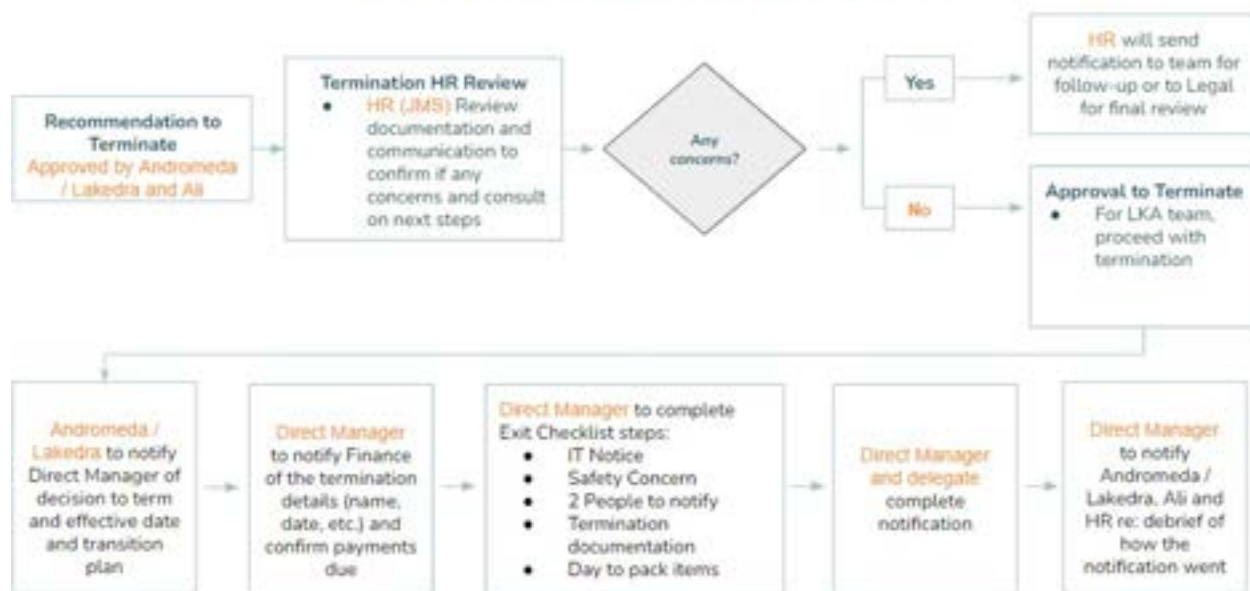 Recommendation to
Terminate
Approved by Andromeda
/ Lakedra and Ali
Termination HR Review
● HR (JMS) Review
documentation and
communication to
confirm if any
concerns and consult
on next steps
Any
concerns?
Yes
HR will send
notification to team for
follow-up or to Legal
for final review
No
Approval to Terminate
● For LKA team,
proceed with
termination
Andromeda /
Lakedra to notify
Direct Manager of
decision to term
and effective date
and transition
plan
Direct Manager
to notify Finance
of the termination
details (name,
date, etc.) and
confirm payments
due
Direct Manager to complete
Exit Checklist steps:
● IT Notice
● Safety Concern
● 2 People to notify
● Termination
documentation
● Day to pack items
Direct Manager
and delegate
complete
notification
Direct Manager
to notify
Andromeda /
Lakedra, Ali and
HR re: debrief of
how the
notification went